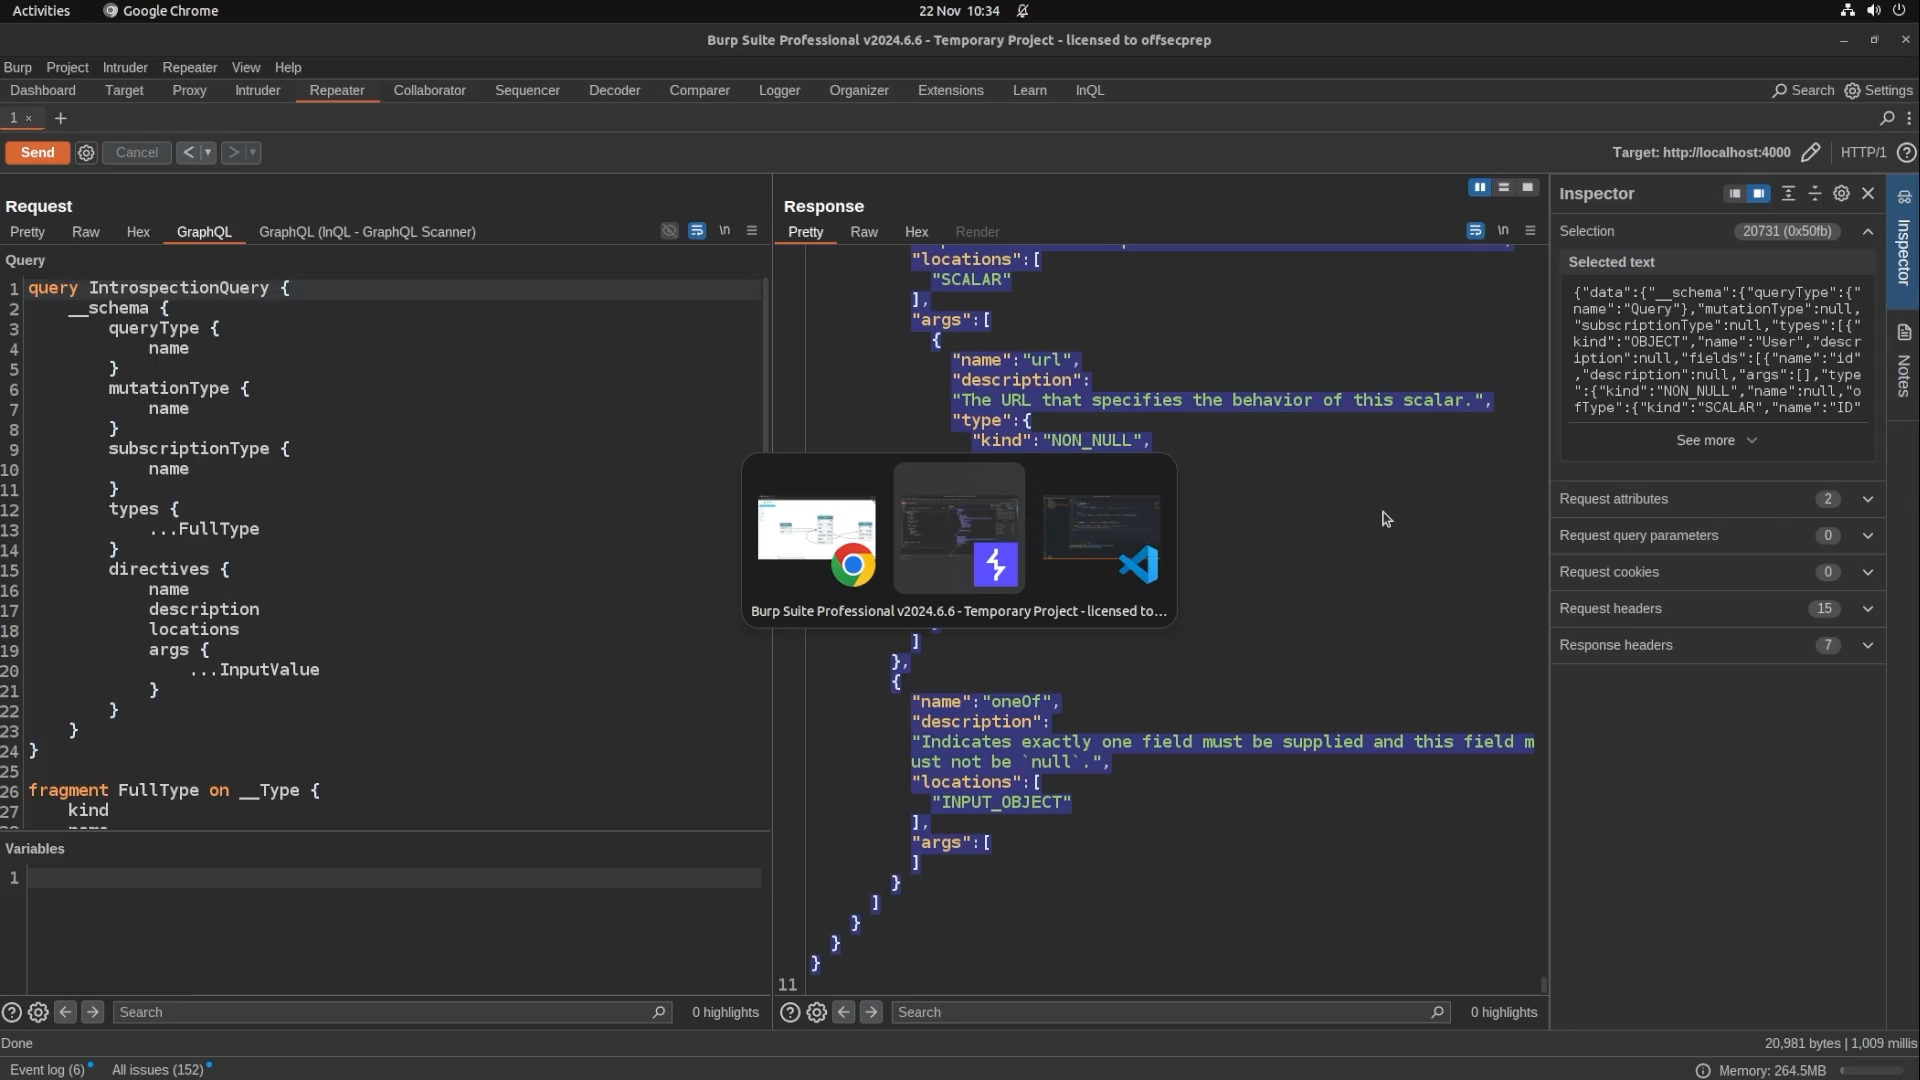 Activities
Google Chrome
22 Nov 10:34
Burp Suite Professional v2024.6.6 - Temporary Project - licensed to offsecprep
Burp Project Intruder Repeater View Help
Dashboard Target Proxy Intruder Repeater Collaborator Sequencer Decoder Comparer Logger Organizer Extensions Learn InQL
Search Settings
1 × +
Send Cancel < >
Target: http://localhost:4000 HTTP/1
Request
Pretty Raw Hex GraphQL GraphQL (InQL - GraphQL Scanner) \n
Query
1 query IntrospectionQuery {
2 __schema {
3 queryType {
4 name
5 }
6 mutationType {
7 name
8 }
9 subscriptionType {
10 name
11 }
12 types {
13 ...FullType
14 }
15 directives {
16 name
17 description
18 locations
19 args {
20 ...InputValue
21 }
22 }
23 }
24 }
25
26 fragment FullType on __Type {
27 kind
Variables
1
Search 0 highlights
Response
Pretty Raw Hex Render \n
"locations":[
"SCALAR"
],
"args":[
{
"name":"url",
"description":
"The URL that specifies the behavior of this scalar.",
"type":{
"kind":"NON_NULL",
Burp Suite Professional v2024.6.6 - Temporary Project - licensed to...
]
},
{
"name":"oneOf",
"description":
"Indicates exactly one field must be supplied and this field m
ust not be `null`.",
"locations":[
"INPUT_OBJECT"
],
"args":[
]
}
]
}
}
}
11
Search 0 highlights
Inspector
Selection 20731 (0x50fb)
Selected text
{"data":{"__schema":{"queryType":{"
name":"Query"},"mutationType":null,
"subscriptionType":null,"types":[{"
kind":"OBJECT","name":"User","descr
iption":null,"fields":[{"name":"id"
,"description":null,"args":[],"type
":{"kind":"NON_NULL","name":null,"o
fType":{"kind":"SCALAR","name":"ID"
See more
Request attributes 2
Request query parameters 0
Request cookies 0
Request headers 15
Response headers 7
Inspector
Notes
Done
20,981 bytes | 1,009 millis
Event log (6) All issues (152)
Memory: 264.5MB